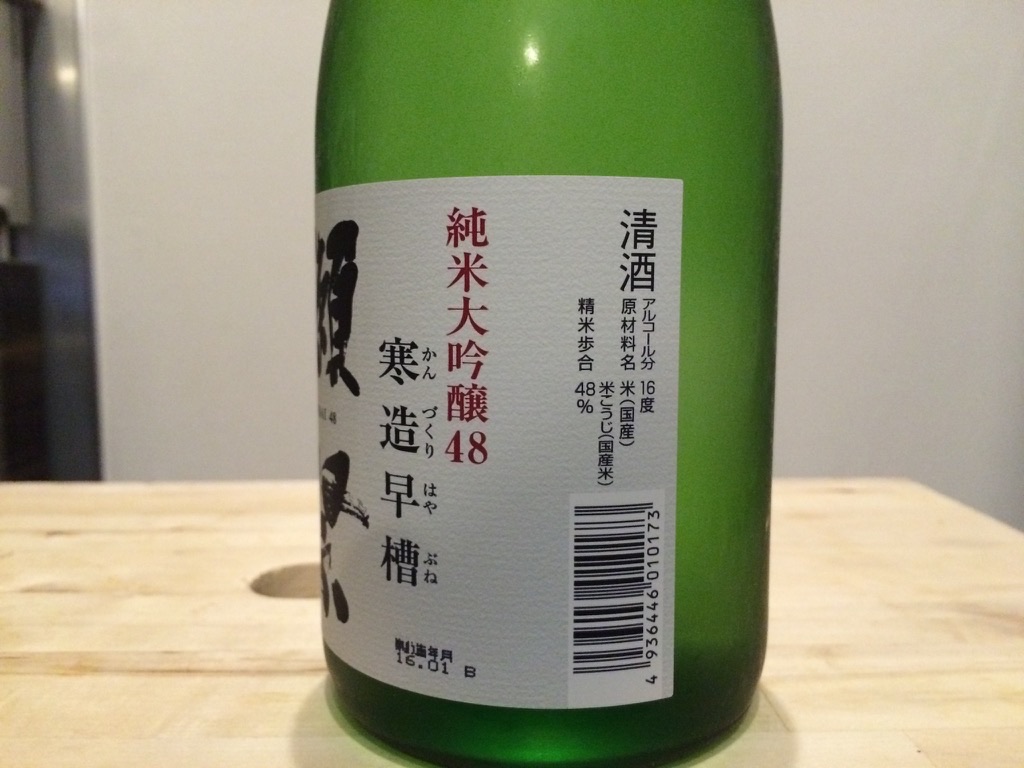 清酒
アルコール分 16度
原材料名 米(国産)
米こうじ(国産米)
精米歩合 48%
純米大吟醸48
寒造早槽
かん づくり はや ぶね
製造年月
16.01 B
4 936446 010173